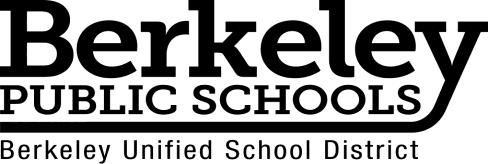 Berkeley
PUBLIC SCHOOLS
Berkeley Unified School District